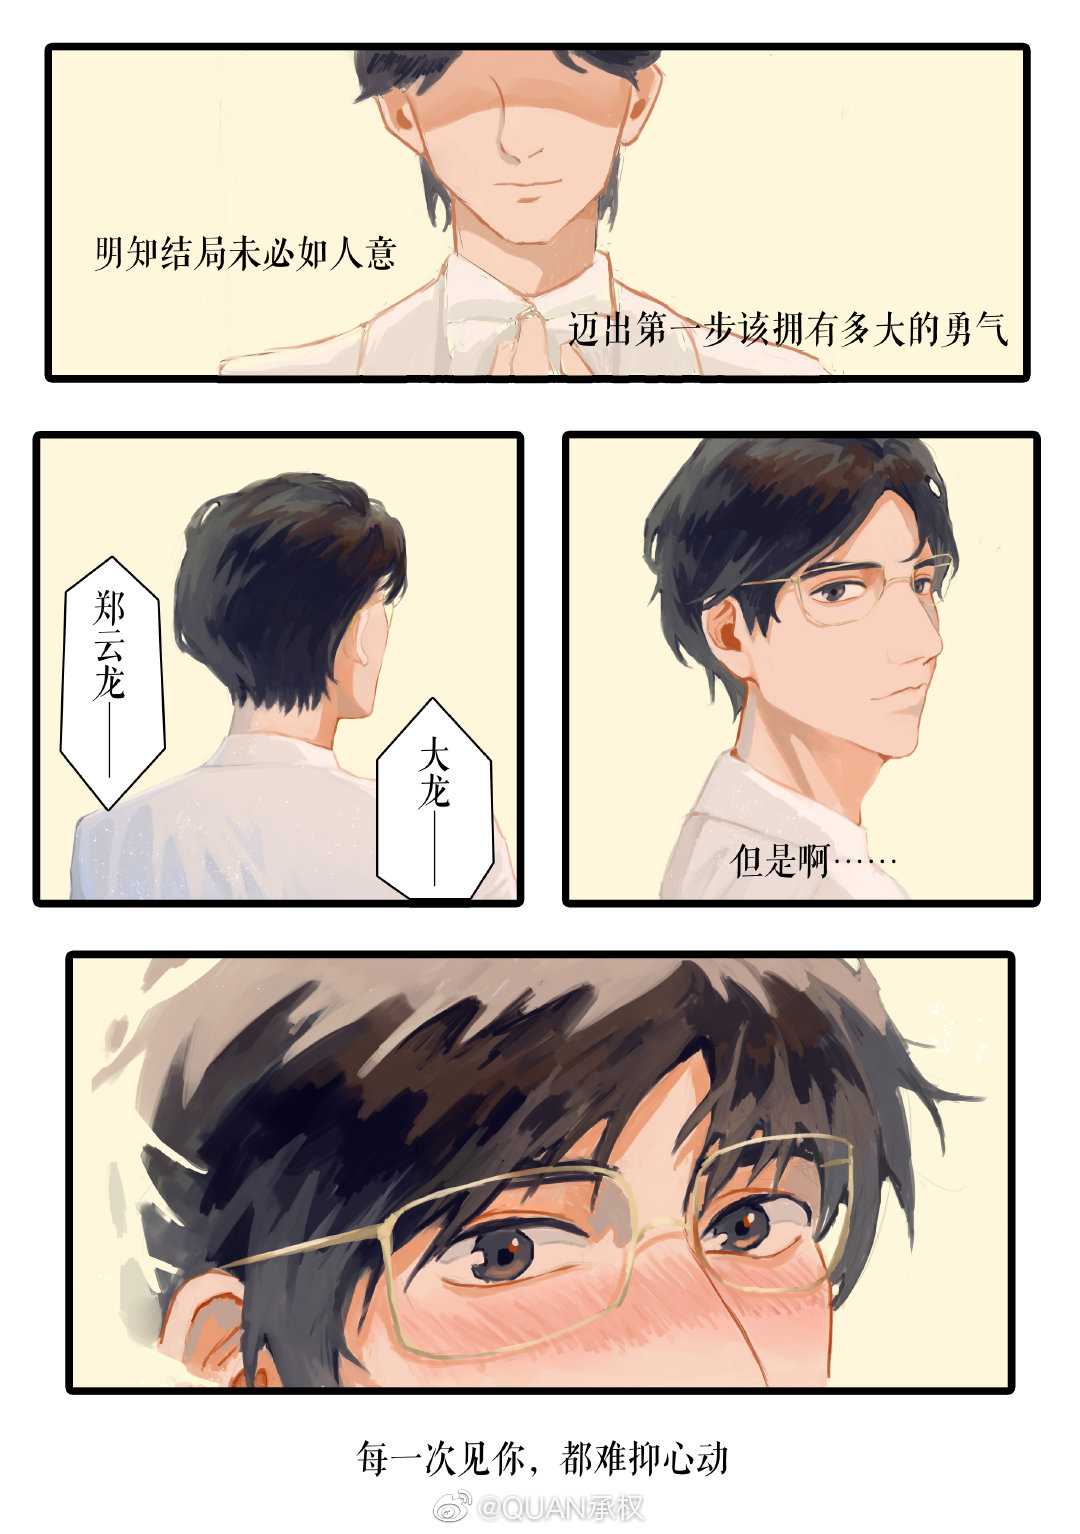 明知结局未必如人意
迈出第一步该拥有多大的勇气
郑云龙——
大龙——
但是啊……
每一次见你，都难抑心动
@QUAN承权